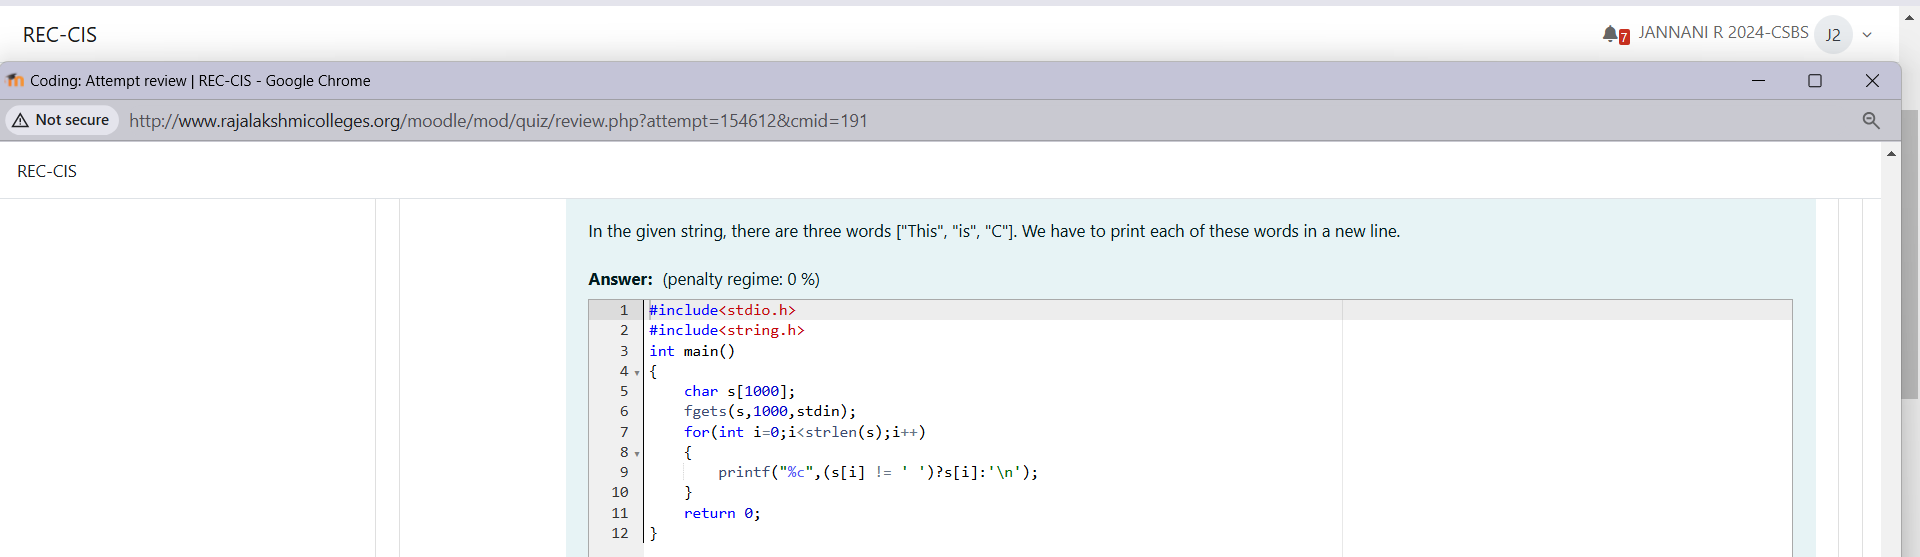 REC-CIS
7 JANNANI R 2024-CSBS J2
Coding: Attempt review | REC-CIS - Google Chrome
Not secure http://www.rajalakshmicolleges.org/moodle/mod/quiz/review.php?attempt=154612&cmid=191
REC-CIS
In the given string, there are three words ["This", "is", "C"]. We have to print each of these words in a new line.
Answer: (penalty regime: 0 %)
1 #include<stdio.h>
2 #include<string.h>
3 int main()
4 {
5     char s[1000];
6     fgets(s,1000,stdin);
7     for(int i=0;i<strlen(s);i++)
8     {
9         printf("%c",(s[i] != ' ')?s[i]:'\n');
10     }
11     return 0;
12 }